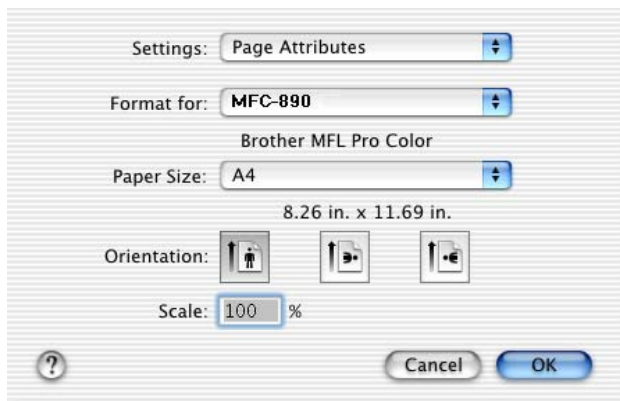 Settings: Page Attributes
Format for: MFC-890
Brother MFL Pro Color
Paper Size: A4
8.26 in. x 11.69 in.
Orientation:
Scale: 100 %
? Cancel OK